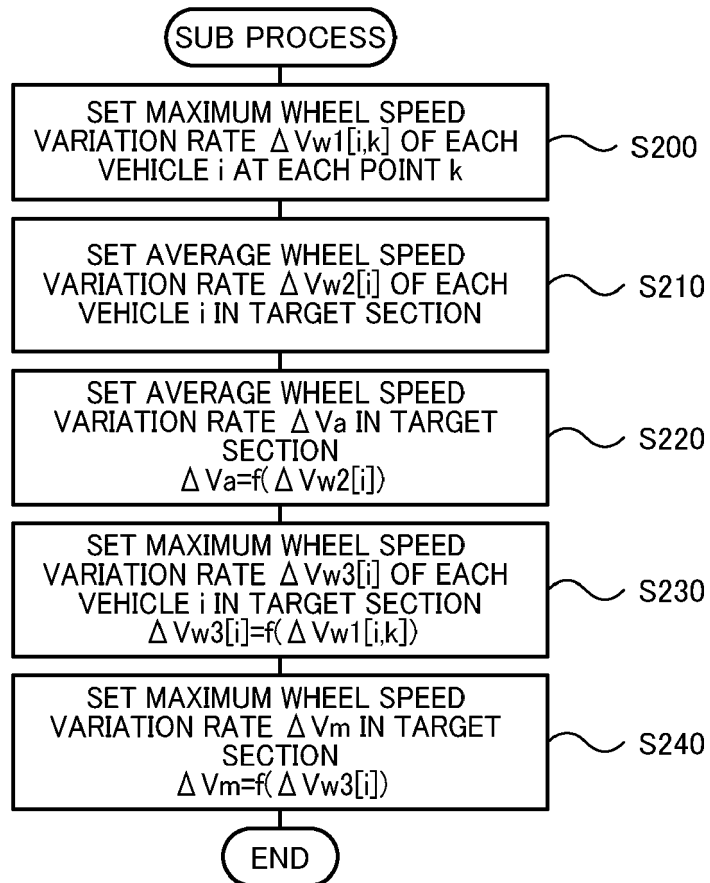 SUB PROCESS
SET MAXIMUM WHEEL SPEED
VARIATION RATE ΔVw1[i,k] OF EACH
VEHICLE i AT EACH POINT k
S200
SET AVERAGE WHEEL SPEED
VARIATION RATE ΔVw2[i] OF EACH
VEHICLE i IN TARGET SECTION
S210
SET AVERAGE WHEEL SPEED
VARIATION RATE ΔVa IN TARGET
SECTION
ΔVa=f(ΔVw2[i])
S220
SET MAXIMUM WHEEL SPEED
VARIATION RATE ΔVw3[i] OF EACH
VEHICLE i IN TARGET SECTION
ΔVw3[i]=f(ΔVw1[i,k])
S230
SET MAXIMUM WHEEL SPEED
VARIATION RATE ΔVm IN TARGET
SECTION
ΔVm=f(ΔVw3[i])
S240
END